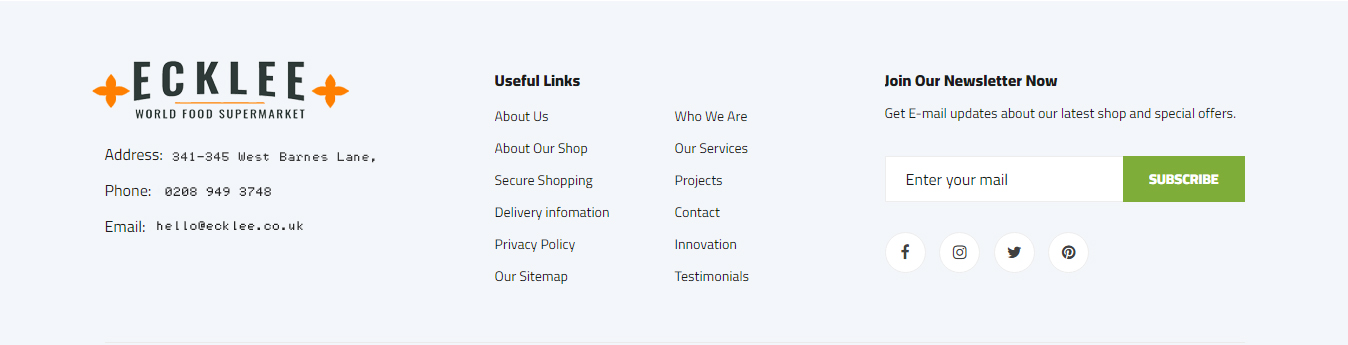 ECKLEE
WORLD FOOD SUPERMARKET
Address: 341-345 West Barnes Lane,
Phone: 0208 949 3748
Email: hello@ecklee.co.uk
Useful Links
About Us
About Our Shop
Secure Shopping
Delivery infomation
Privacy Policy
Our Sitemap
Who We Are
Our Services
Projects
Contact
Innovation
Testimonials
Join Our Newsletter Now
Get E-mail updates about our latest shop and special offers.
Enter your mail
SUBSCRIBE